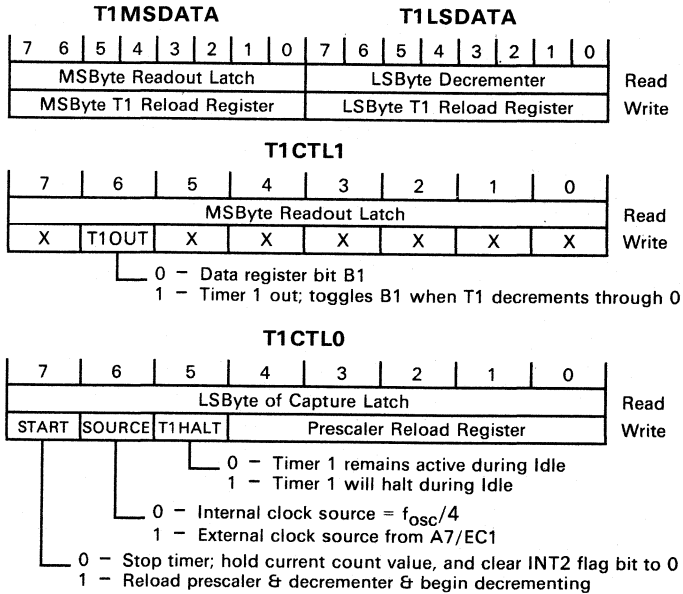 T1MSDATA T1LSDATA
7 6 5 4 3 2 1 0 7 6 5 4 3 2 1 0
MSByte Readout Latch LSByte Decrementer Read
MSByte T1 Reload Register LSByte T1 Reload Register Write
T1CTL1
7 6 5 4 3 2 1 0
MSByte Readout Latch Read
X T1OUT X X X X X X Write
0 – Data register bit B1
1 – Timer 1 out; toggles B1 when T1 decrements through 0
T1CTL0
7 6 5 4 3 2 1 0
LSByte of Capture Latch Read
START SOURCE T1HALT Prescaler Reload Register Write
0 – Timer 1 remains active during Idle
1 – Timer 1 will halt during Idle
0 – Internal clock source = fosc/4
1 – External clock source from A7/EC1
0 – Stop timer; hold current count value, and clear INT2 flag bit to 0
1 – Reload prescaler & decrementer & begin decrementing